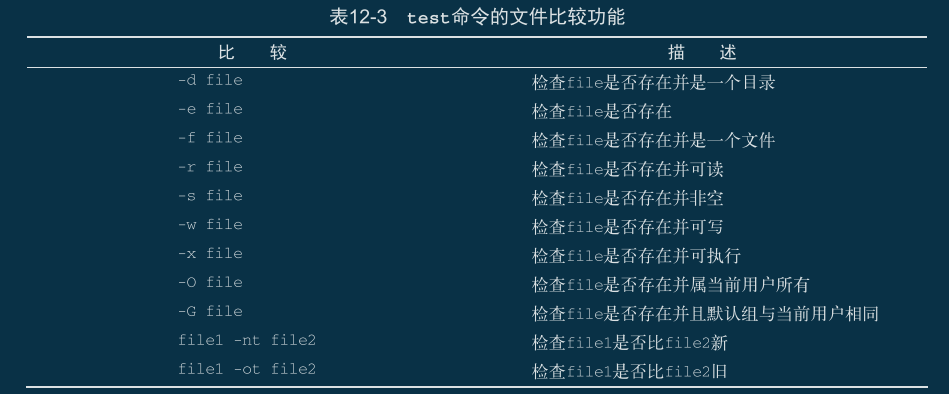 表12-3 test命令的文件比较功能
比 较 描 述
-d file 检查file是否存在并是一个目录
-e file 检查file是否存在
-f file 检查file是否存在并是一个文件
-r file 检查file是否存在并可读
-s file 检查file是否存在并非空
-w file 检查file是否存在并可写
-x file 检查file是否存在并可执行
-O file 检查file是否存在并属当前用户所有
-G file 检查file是否存在并且默认组与当前用户相同
file1 -nt file2 检查file1是否比file2新
file1 -ot file2 检查file1是否比file2旧